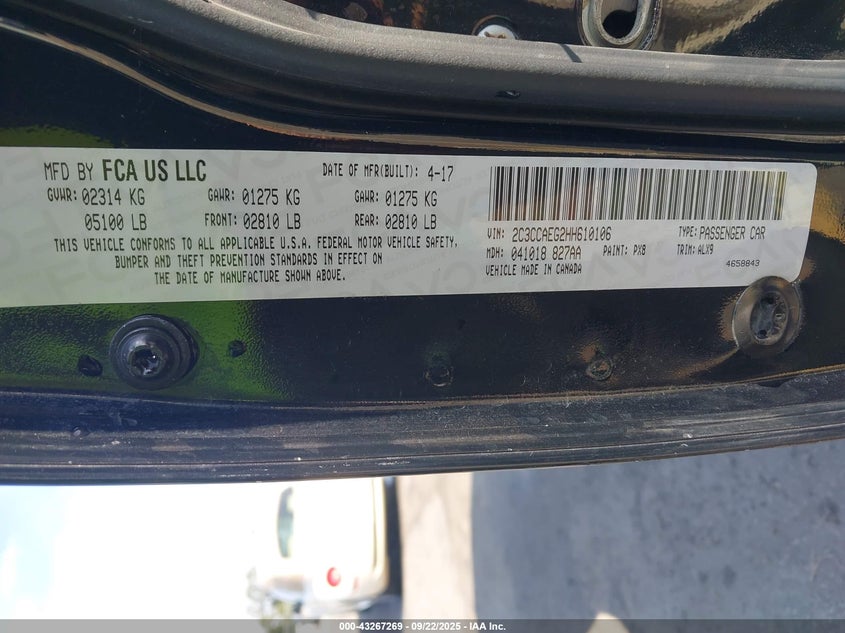 MFD BY FCA US LLC
DATE OF MFR(BUILT): 4-17
GVWR: 02314 KG GAWR: 01275 KG GAWR: 01275 KG
05100 LB FRONT: 02810 LB REAR: 02810 LB
THIS VEHICLE CONFORMS TO ALL APPLICABLE U.S.A. FEDERAL MOTOR VEHICLE SAFETY,
BUMPER AND THEFT PREVENTION STANDARDS IN EFFECT ON
THE DATE OF MANUFACTURE SHOWN ABOVE.
VIN: 2C3CCAEG2HH610106 TYPE: PASSENGER CAR
MDH: 041018 827AA PAINT: PX8 TRIM: ALX9
VEHICLE MADE IN CANADA 4658843
000-43267269 - 09/22/2025 - IAA Inc.